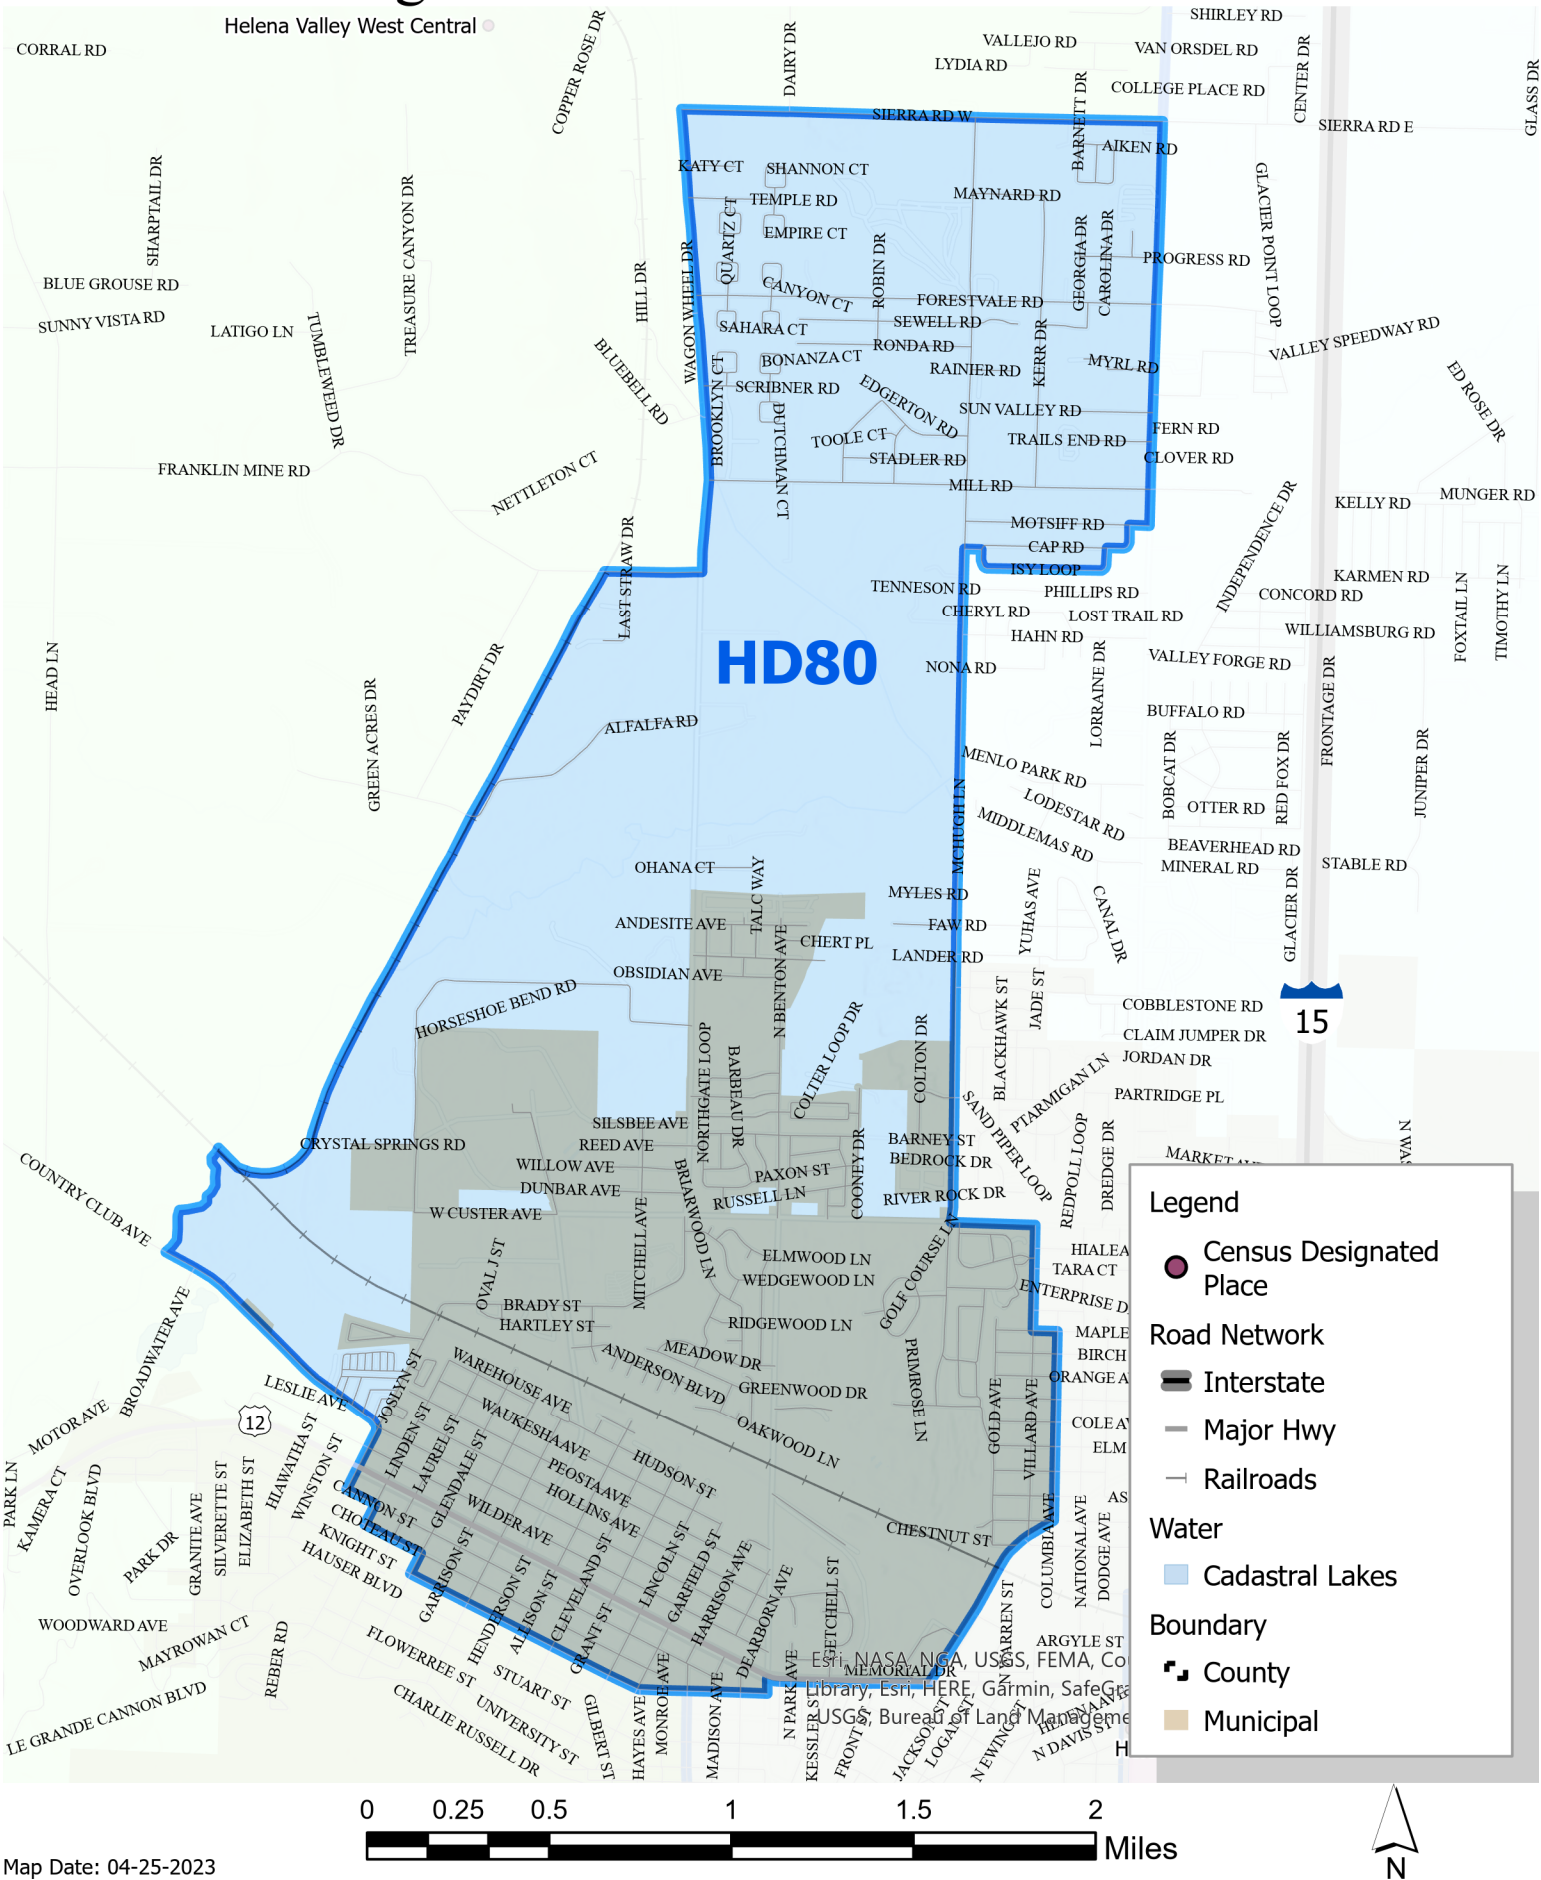 Helena Valley West Central
SHIRLEY RD
CORRAL RD
COPPER ROSE DR
DAIRY DR
VALLEJO RD
VAN ORSDEL RD
CENTER DR
LYDIA RD
BARNETT DR
COLLEGE PLACE RD
GLASS DR
SIERRA RD W
SIERRA RD E
AIKEN RD
SHARPTAIL DR
TREASURE CANYON DR
KATY CT
SHANNON CT
TEMPLE RD
MAYNARD RD
GLACIER POINT LOOP
QUARTZ CT
EMPIRE CT
ROBIN DR
GEORGIA DR
CAROLINA DR
PROGRESS RD
BLUE GROUSE RD
HILL DR
WAGON WHEEL DR
CANYON CT
FORESTVALE RD
SUNNY VISTA RD
LATIGO LN
TUMBLEWEED DR
SAHARA CT
SEWELL RD
KERR DR
VALLEY SPEEDWAY RD
BLUEBELL RD
BONANZA CT
RONDA RD
RAINIER RD
MYRL RD
ED ROSE DR
BROOKLYN CT
SCRIBNER RD
EDGERTON RD
SUN VALLEY RD
DUTCHMAN CT
TOOLE CT
TRAILS END RD
FERN RD
STADLER RD
CLOVER RD
FRANKLIN MINE RD
NETTLETON CT
MILL RD
INDEPENDENCE DR
KELLY RD
MUNGER RD
MOTSIFF RD
LAST STRAW DR
CAP RD
ISY LOOP
KARMEN RD
FOXTAIL LN
TIMOTHY LN
TENNESON RD
PHILLIPS RD
CONCORD RD
CHERYL RD
LOST TRAIL RD
HAHN RD
WILLIAMSBURG RD
HEAD LN
HD80
NONA RD
LORRAINE DR
VALLEY FORGE RD
PAYDIRT DR
GREEN ACRES DR
ALFALFA RD
BUFFALO RD
FRONTAGE DR
MENLO PARK RD
BOBCAT DR
RED FOX DR
JUNIPER DR
LODESTAR RD
OTTER RD
MCHUGH LN
MIDDLEMAS RD
BEAVERHEAD RD
MINERAL RD
STABLE RD
OHANA CT
TALC WAY
MYLES RD
YUHAS AVE
CANAL DR
GLACIER DR
ANDESITE AVE
FAW RD
CHERT PL
LANDER RD
OBSIDIAN AVE
N BENTON AVE
HORSESHOE BEND RD
BLACKHAWK ST
JADE ST
COBBLESTONE RD
15
NORTHGATE LOOP
BARBEAU DR
COLTER LOOP DR
COLTON DR
CLAIM JUMPER DR
JORDAN DR
PTARMIGAN LN
PARTRIDGE PL
SAND PIPER LOOP
REDPOLL LOOP
DREDGE DR
SILSBEE AVE
CRYSTAL SPRINGS RD
REED AVE
COONEY DR
BARNEY ST
WILLOW AVE
BRIARWOOD LN
PAXON ST
BEDROCK DR
COUNTRY CLUB AVE
DUNBAR AVE
MITCHELL AVE
RUSSELL LN
RIVER ROCK DR
W CUSTER AVE
GOLF COURSE LN
OVAL J ST
ELMWOOD LN
HIALEA
WEDGEWOOD LN
TARA CT
BROADWATER AVE
BRADY ST
ENTERPRISE D
HARTLEY ST
RIDGEWOOD LN
MAPLE
MEADOW DR
PRIMROSE LN
BIRCH
JOSLYN ST
WAREHOUSE AVE
ANDERSON BLVD
GREENWOOD DR
ORANGE A
LESLIE AVE
GOLD AVE
VILLARD AVE
MOTOR AVE
12
LINDEN ST
LAUREL ST
WAUKESHA AVE
OAKWOOD LN
COLE AV
HIAWATHA ST
WINSTON ST
GLENDALE ST
HUDSON ST
ELM
PARK LN
KAMERA CT
OVERLOOK BLVD
SILVERETTE ST
ELIZABETH ST
PEOSTA AVE
HOLLINS AVE
CANNON ST
AS
GRANITE AVE
CHOTEAU ST
WILDER AVE
CHESTNUT ST
COLUMBIA AVE
NATIONAL AVE
DODGE AVE
PARK DR
KNIGHT ST
HAUSER BLVD
GARRISON ST
LINCOLN ST
GARFIELD ST
HARRISON AVE
HENDERSON ST
ALLISON ST
CLEVELAND ST
DEARBORN AVE
GETCHELL ST
WOODWARD AVE
MAYROWAN CT
GRANT ST
N WARREN ST
ARGYLE ST
REBER RD
FLOWERREE ST
MEMORIAL DR
Esri, NASA, NGA, USGS, FEMA, Co
Library, Esri, HERE, Garmin, SafeGra
USGS, Bureau of Land Manageme
STUART ST
MONROE AVE
MADISON AVE
N PARK AVE
LE GRANDE CANNON BLVD
CHARLIE RUSSELL DR
UNIVERSITY ST
GILBERT ST
HAYES AVE
KESSLER ST
FRONT ST
JACKSON ST
LOGAN ST
N EWING ST
HELENA AVE
N DAVIS ST
H
Legend
Census Designated
Place
Road Network
Interstate
Major Hwy
Railroads
Water
Cadastral Lakes
Boundary
County
Municipal
0 0.25 0.5 1 1.5 2
Miles
N
Map Date: 04-25-2023